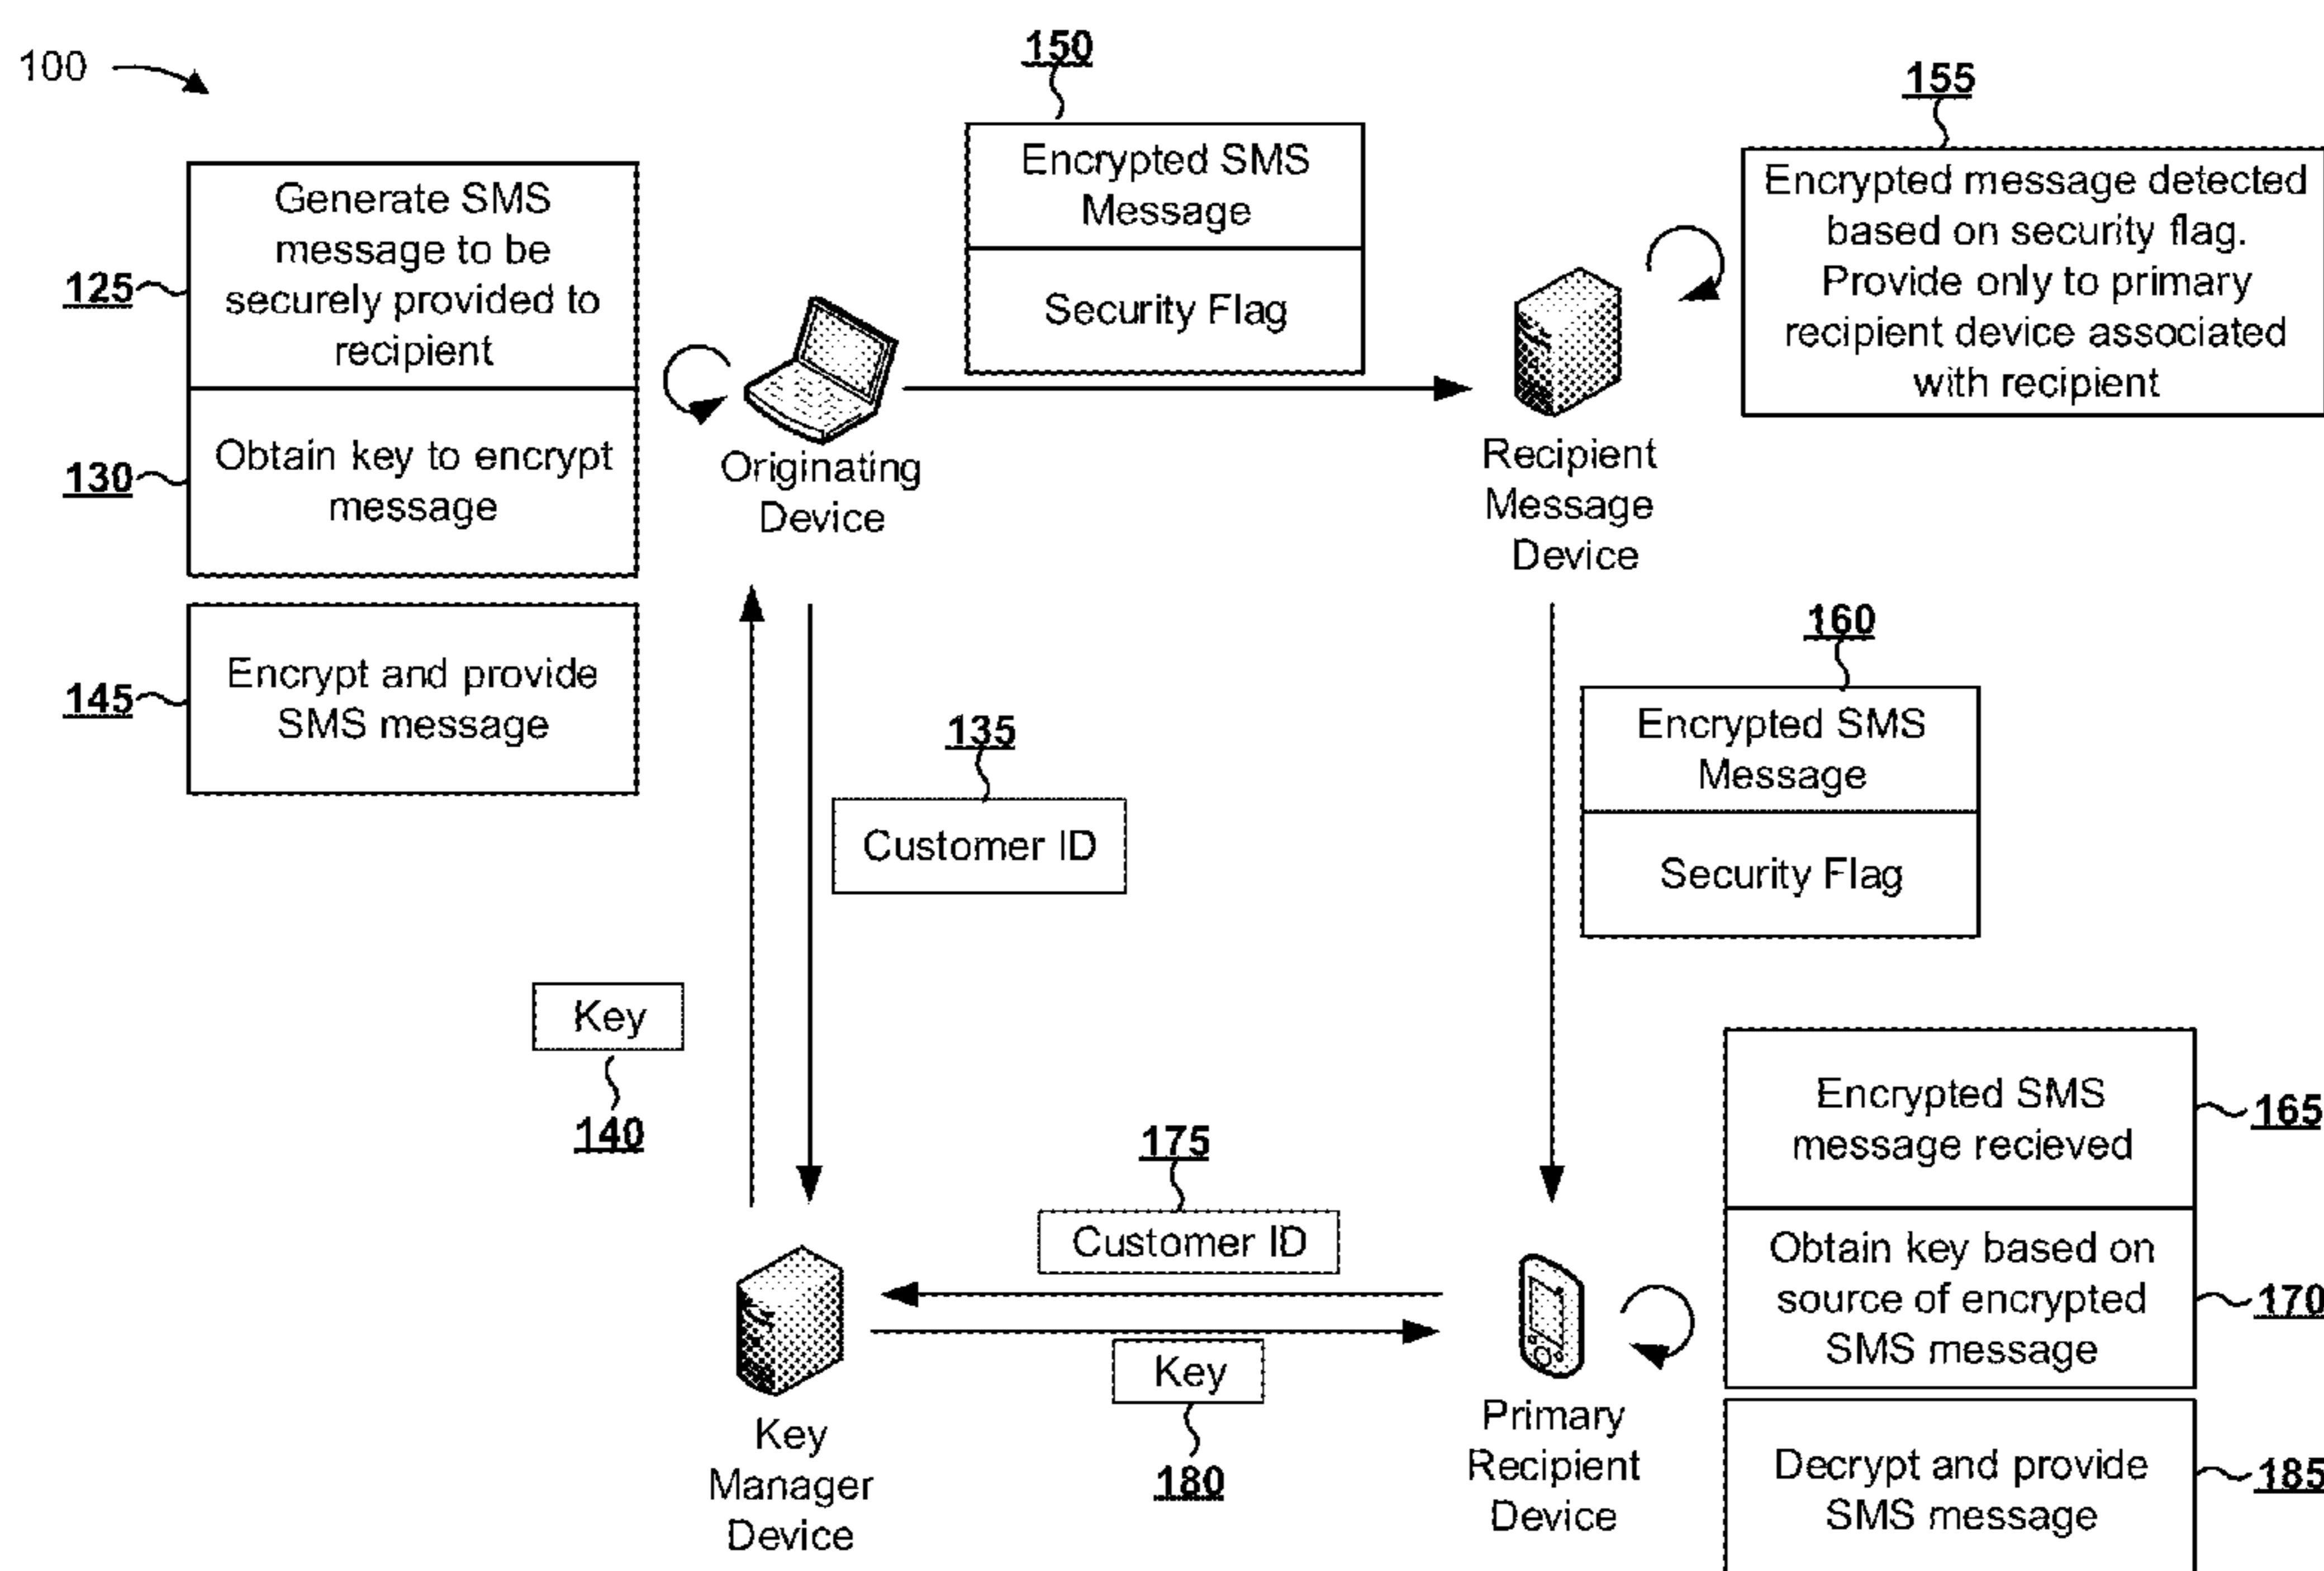 100
150
155
Generate SMS
message to be
securely provided to
recipient
125
Obtain key to encrypt
message
130
Encrypt and provide
SMS message
145
Originating
Device
Encrypted SMS
Message
Security Flag
Recipient
Message
Device
Encrypted message detected
based on security flag.
Provide only to primary
recipient device associated
with recipient
135
Customer ID
160
Encrypted SMS
Message
Security Flag
Key
140
175
Customer ID
Key
180
Key
Manager
Device
Primary
Recipient
Device
Encrypted SMS
message recieved
165
Obtain key based on
source of encrypted
SMS message
170
Decrypt and provide
SMS message
185